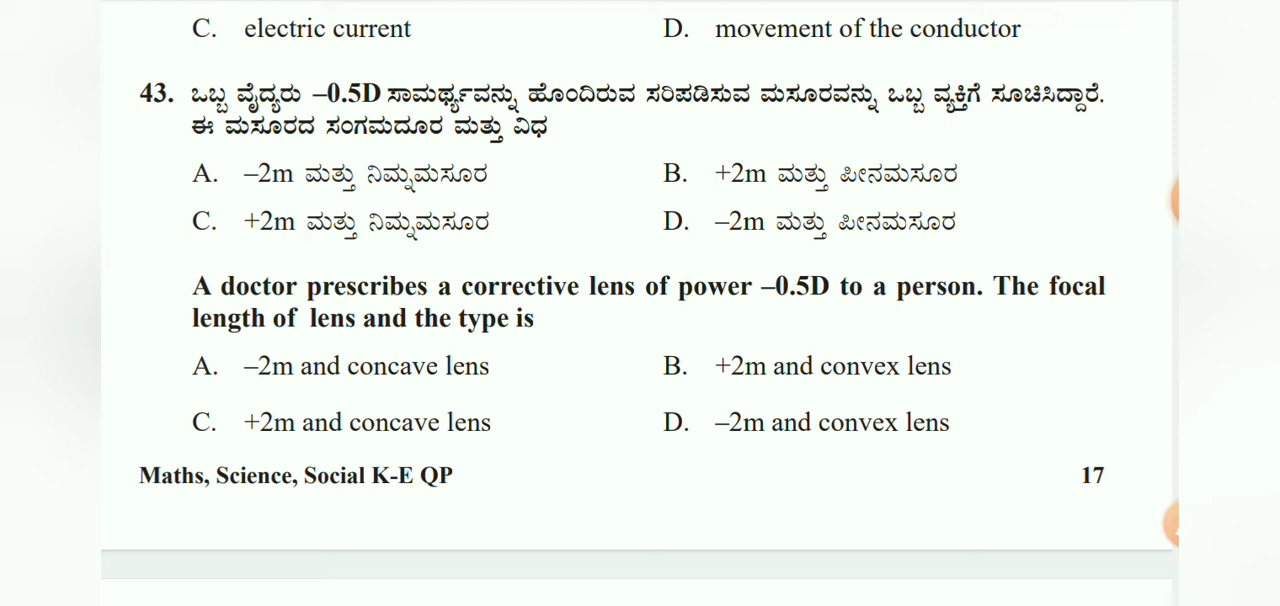 C. electric current D. movement of the conductor
43. ಒಬ್ಬ ವೈದ್ಯರು –0.5D ಸಾಮರ್ಥ್ಯವನ್ನು ಹೊಂದಿರುವ ಸರಿಪಡಿಸುವ ಮಸೂರವನ್ನು ಒಬ್ಬ ವ್ಯಕ್ತಿಗೆ ಸೂಚಿಸಿದ್ದಾರೆ.
ಈ ಮಸೂರದ ಸಂಗಮದೂರ ಮತ್ತು ವಿಧ
A. –2m ಮತ್ತು ನಿಮ್ನಮಸೂರ B. +2m ಮತ್ತು ಪೀನಮಸೂರ
C. +2m ಮತ್ತು ನಿಮ್ನಮಸೂರ D. –2m ಮತ್ತು ಪೀನಮಸೂರ
A doctor prescribes a corrective lens of power –0.5D to a person. The focal
length of lens and the type is
A. –2m and concave lens B. +2m and convex lens
C. +2m and concave lens D. –2m and convex lens
Maths, Science, Social K-E QP 17